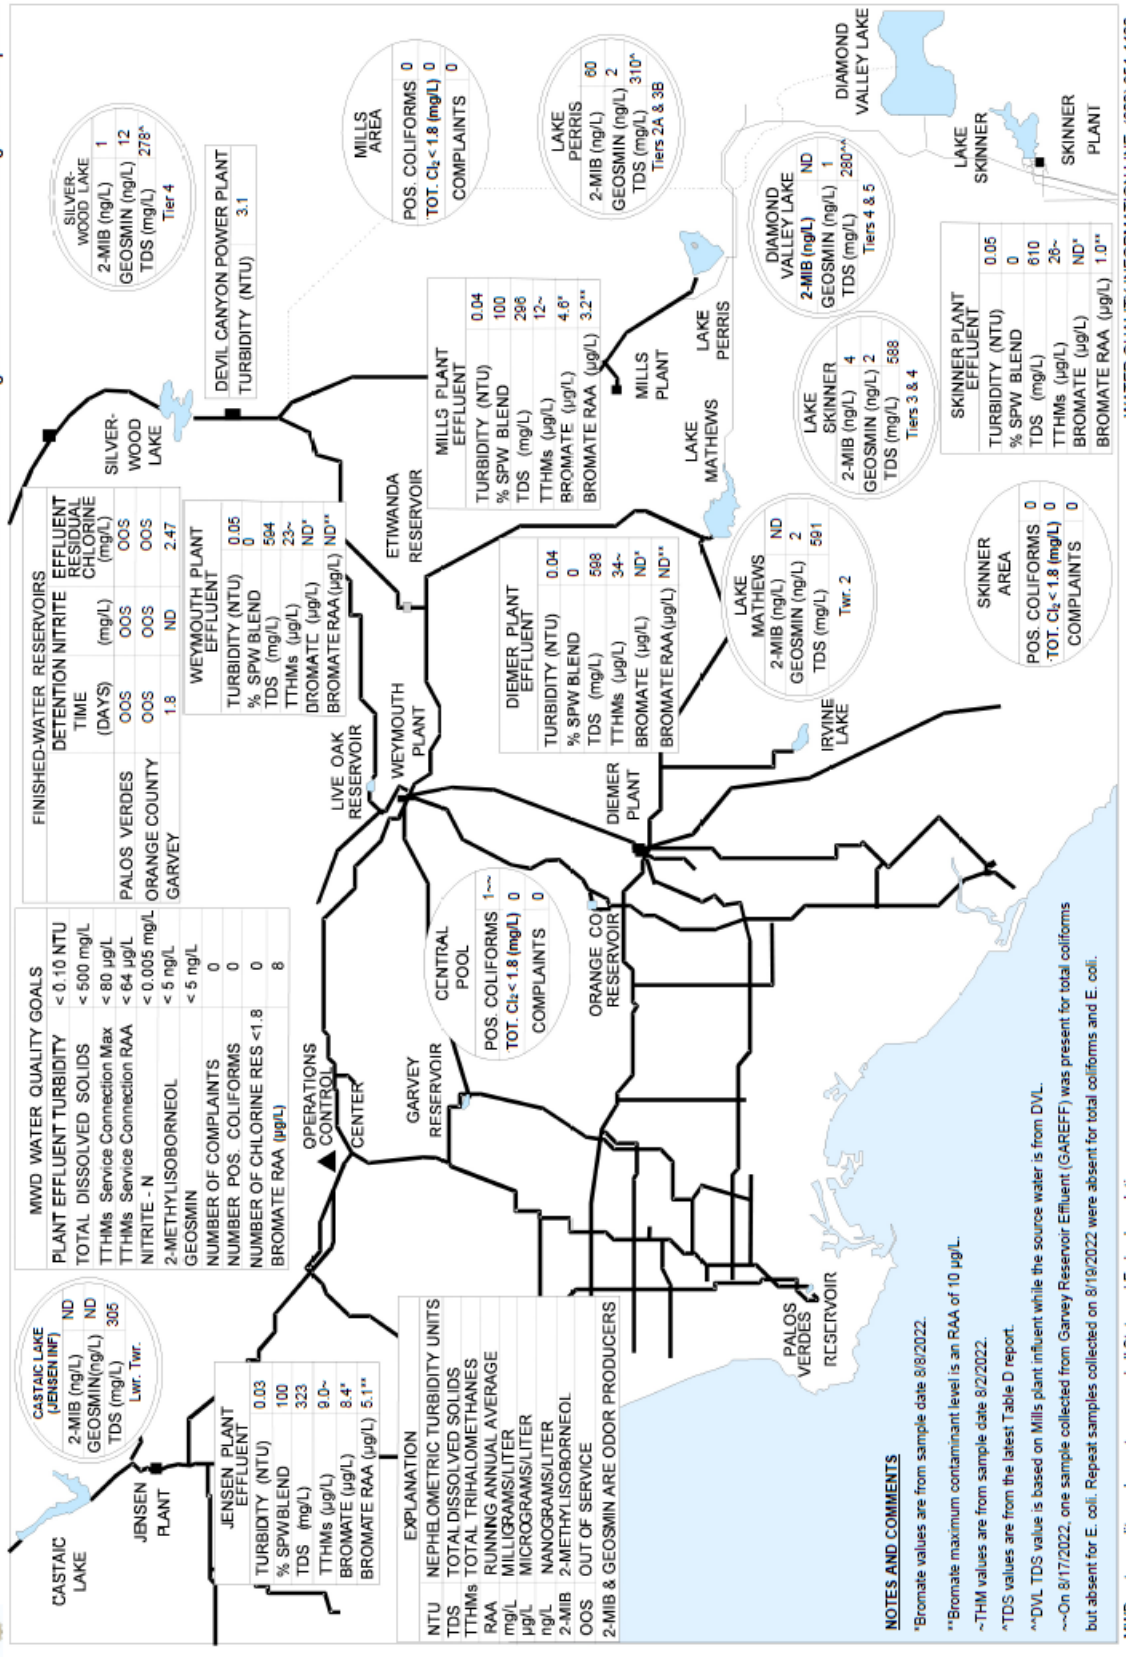 CASTAIC LAKE
(JENSEN INF)
2-MIB (ng/L) ND
GEOSMIN(ng/L) ND
TDS (mg/L) 305
Lwr. Twr.
MWD WATER QUALITY GOALS
PLANT EFFLUENT TURBIDITY < 0.10 NTU
TOTAL DISSOLVED SOLIDS < 500 mg/L
TTHMs Service Connection Max < 80 µg/L
TTHMs Service Connection RAA < 64 µg/L
NITRITE - N < 0.005 mg/L
2-METHYLISOBORNEOL < 5 ng/L
GEOSMIN < 5 ng/L
NUMBER OF COMPLAINTS 0
NUMBER POS. COLIFORMS 0
NUMBER OF CHLORINE RES <1.8 0
BROMATE RAA (µg/L) 8
FINISHED-WATER RESERVOIRS
DETENTION TIME (DAYS) NITRITE (mg/L) EFFLUENT RESIDUAL CHLORINE (mg/L)
PALOS VERDES OOS OOS OOS
ORANGE COUNTY OOS OOS OOS
GARVEY 1.8 ND 2.47
SILVER-
WOOD LAKE
2-MIB (ng/L) 1
GEOSMIN (ng/L) 12
TDS (mg/L) 278^
Tier 4
CASTAIC
LAKE
JENSEN
PLANT
OPERATIONS
CONTROL
CENTER
LIVE OAK
RESERVOIR
WEYMOUTH
PLANT
SILVER-
WOOD
LAKE
DEVIL CANYON POWER PLANT
TURBIDITY (NTU) 3.1
WEYMOUTH PLANT
EFFLUENT
TURBIDITY (NTU) 0.05
% SPW BLEND 0
TDS (mg/L) 594
TTHMs (µg/L) 23~
BROMATE (µg/L) ND*
BROMATE RAA (µg/L) ND**
JENSEN PLANT
EFFLUENT
TURBIDITY (NTU) 0.03
% SPW BLEND 100
TDS (mg/L) 323
TTHMs (µg/L) 9.0~
BROMATE (µg/L) 8.4*
BROMATE RAA (µg/L) 5.1**
MILLS
AREA
POS. COLIFORMS 0
TOT. Cl₂ < 1.8 (mg/L) 0
COMPLAINTS 0
GARVEY
RESERVOIR
CENTRAL
POOL
POS. COLIFORMS 1~~
TOT. Cl₂ < 1.8 (mg/L) 0
COMPLAINTS 0
ETIWANDA
RESERVOIR
MILLS PLANT
EFFLUENT
TURBIDITY (NTU) 0.04
% SPW BLEND 100
TDS (mg/L) 296
TTHMs (µg/L) 12~
BROMATE (µg/L) 4.6*
BROMATE RAA (µg/L) 3.2**
LAKE
PERRIS
2-MIB (ng/L) 60
GEOSMIN (ng/L) 2
TDS (mg/L) 310^
Tiers 2A & 3B
EXPLANATION
NTU NEPHELOMETRIC TURBIDITY UNITS
TDS TOTAL DISSOLVED SOLIDS
TTHMs TOTAL TRIHALOMETHANES
RAA RUNNING ANNUAL AVERAGE
mg/L MILLIGRAMS/LITER
µg/L MICROGRAMS/LITER
ng/L NANOGRAMS/LITER
2-MIB 2-METHYLISOBORNEOL
OOS OUT OF SERVICE
2-MIB & GEOSMIN ARE ODOR PRODUCERS
ORANGE CO
RESERVOIR
DIEMER
PLANT
DIEMER PLANT
EFFLUENT
TURBIDITY (NTU) 0.04
% SPW BLEND 0
TDS (mg/L) 598
TTHMs (µg/L) 34~
BROMATE (µg/L) ND*
BROMATE RAA (µg/L) ND**
MILLS
PLANT
LAKE
PERRIS
LAKE
MATHEWS
LAKE
MATHEWS
2-MIB (ng/L) ND
GEOSMIN (ng/L) 2
TDS (mg/L) 591
Twr. 2
DIAMOND
VALLEY LAKE
2-MIB (ng/L) ND
GEOSMIN (ng/L) 1
TDS (mg/L) 280^^
Tiers 4 & 5
DIAMOND
VALLEY LAKE
PALOS
VERDES
RESERVOIR
IRVINE
LAKE
LAKE
SKINNER
2-MIB (ng/L) 4
GEOSMIN (ng/L) 2
TDS (mg/L) 588
Tiers 3 & 4
LAKE
SKINNER
SKINNER
PLANT
SKINNER
AREA
POS. COLIFORMS 0
TOT. Cl₂ < 1.8 (mg/L) 0
COMPLAINTS 0
SKINNER PLANT
EFFLUENT
TURBIDITY (NTU) 0.05
% SPW BLEND 0
TDS (mg/L) 610
TTHMs (µg/L) 26~
BROMATE (µg/L) ND*
BROMATE RAA (µg/L) 1.0**
NOTES AND COMMENTS
*Bromate values are from sample date 8/8/2022.
**Bromate maximum contaminant level is an RAA of 10 µg/L.
~THM values are from sample date 8/2/2022.
^TDS values are from the latest Table D report.
^^DVL TDS value is based on Mills plant influent while the source water is from DVL.
~~On 8/17/2022, one sample collected from Garvey Reservoir Effluent (GAREFF) was present for total coliforms
but absent for E. coli. Repeat samples collected on 8/19/2022 were absent for total coliforms and E. coli.